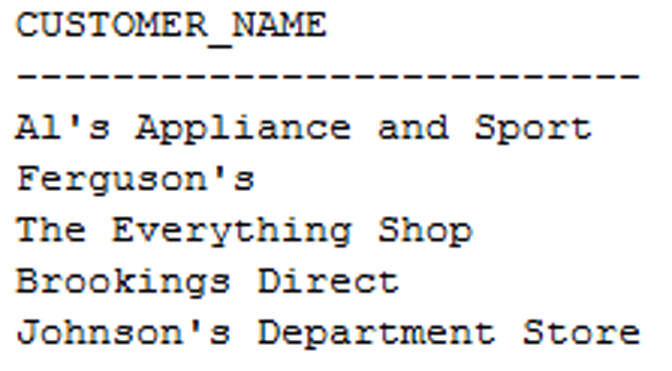 CUSTOMER_NAME
--------------------------
Al's Appliance and Sport
Ferguson's
The Everything Shop
Brookings Direct
Johnson's Department Store